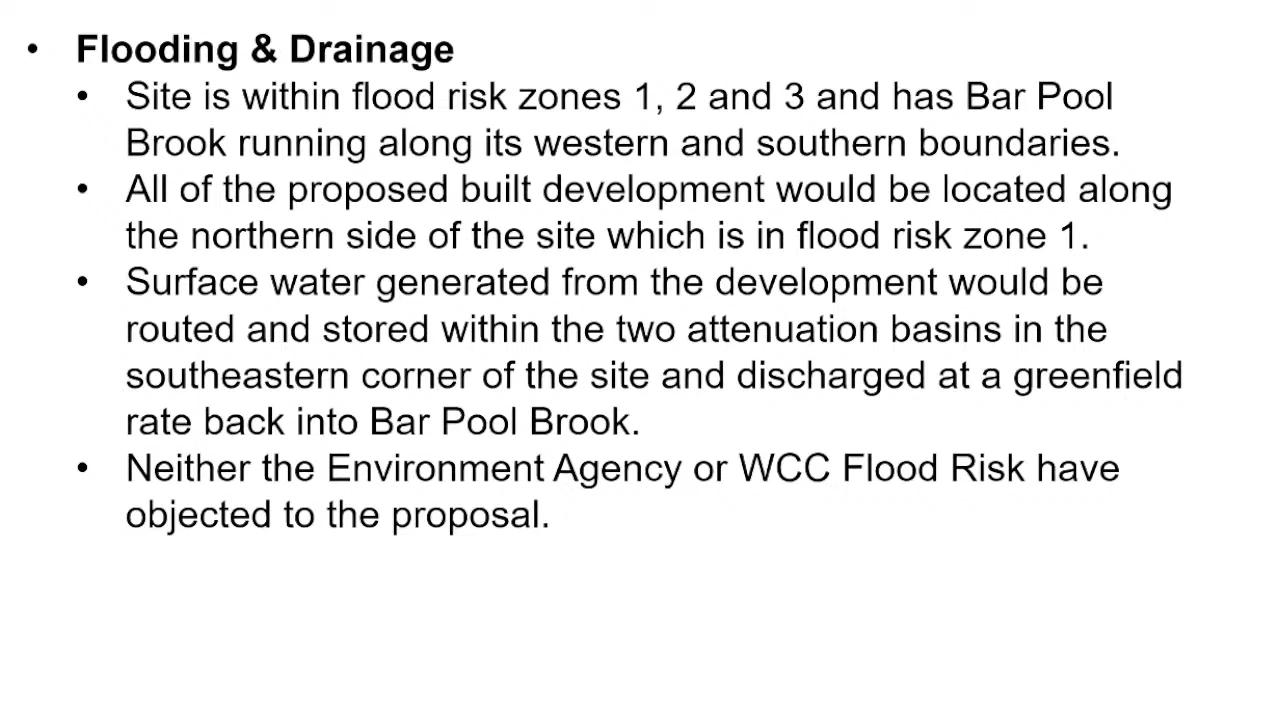 • Flooding & Drainage
• Site is within flood risk zones 1, 2 and 3 and has Bar Pool
Brook running along its western and southern boundaries.
• All of the proposed built development would be located along
the northern side of the site which is in flood risk zone 1.
• Surface water generated from the development would be
routed and stored within the two attenuation basins in the
southeastern corner of the site and discharged at a greenfield
rate back into Bar Pool Brook.
• Neither the Environment Agency or WCC Flood Risk have
objected to the proposal.